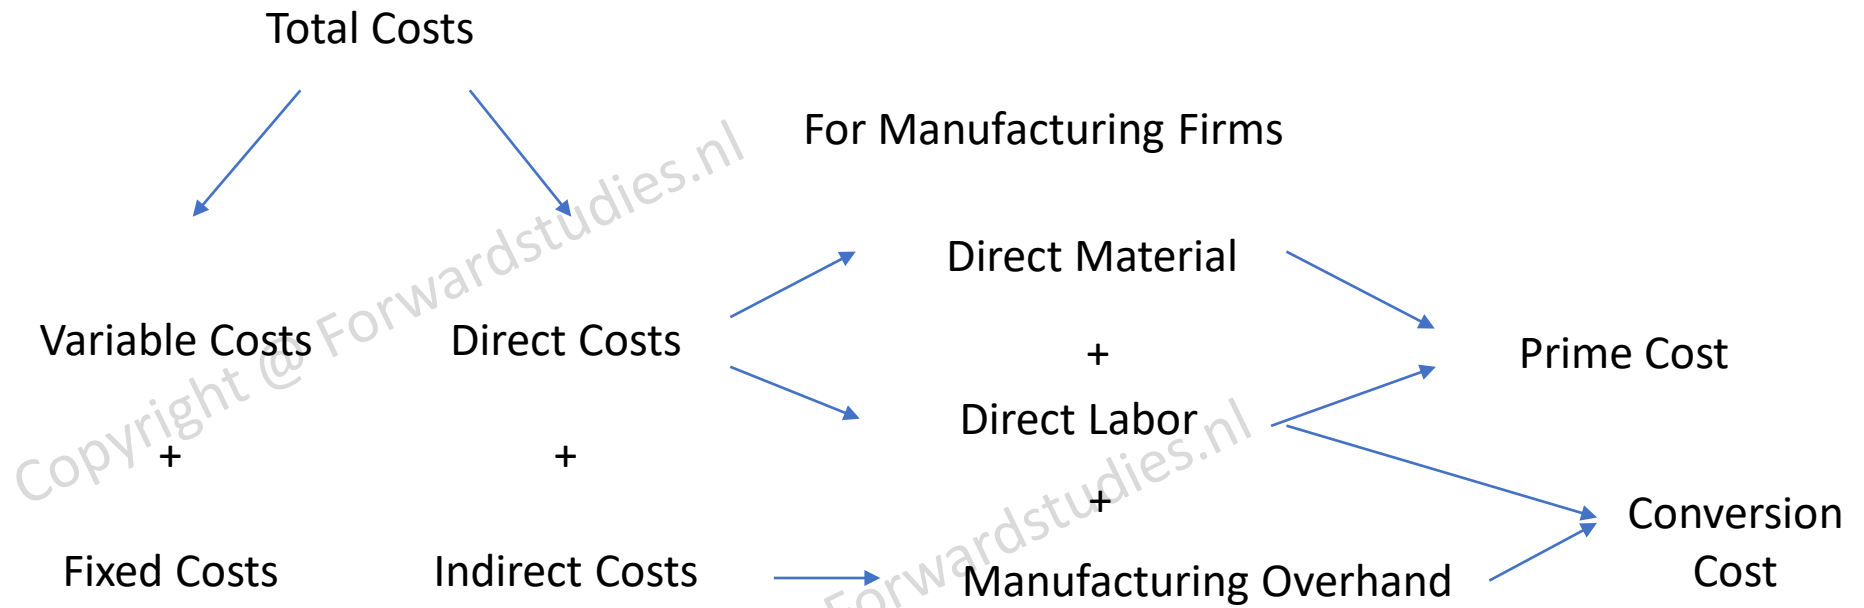 Total Costs
For Manufacturing Firms
Direct Material
Variable Costs
Direct Costs
+
Prime Cost
Direct Labor
+
+
+
Conversion
Cost
Fixed Costs
Indirect Costs
Manufacturing Overhand
Copyright @ Forwardstudies.nl
Forwardstudies.nl